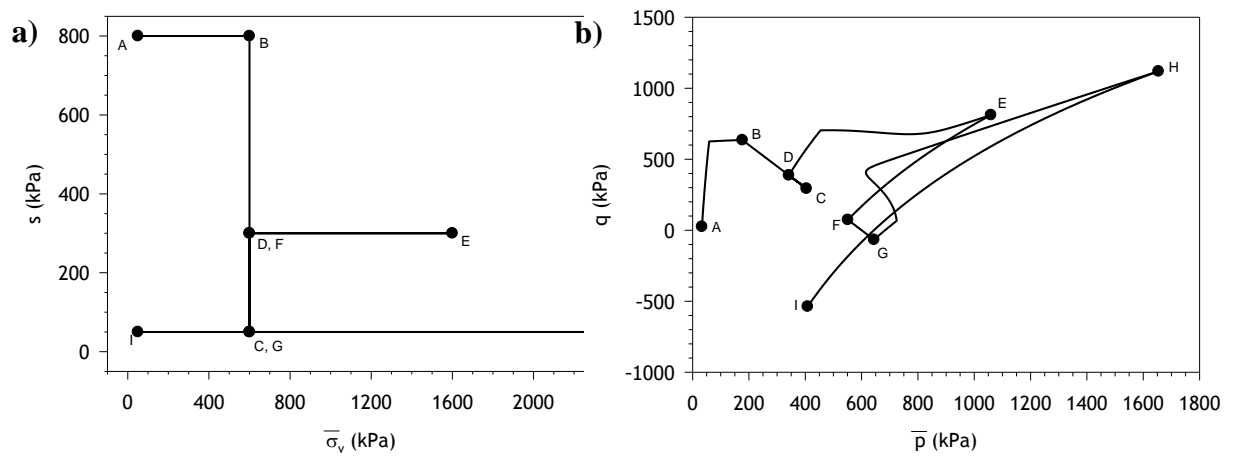 a)
800
600
400
200
0
s (kPa)
A
B
D, F
E
I
C, G
0 400 800 1200 1600 2000
σ̅v (kPa)
b)
1500
1000
500
0
-500
-1000
q (kPa)
A
B
D
C
E
F
G
H
I
0 200 400 600 800 1000 1200 1400 1600 1800
p̅ (kPa)